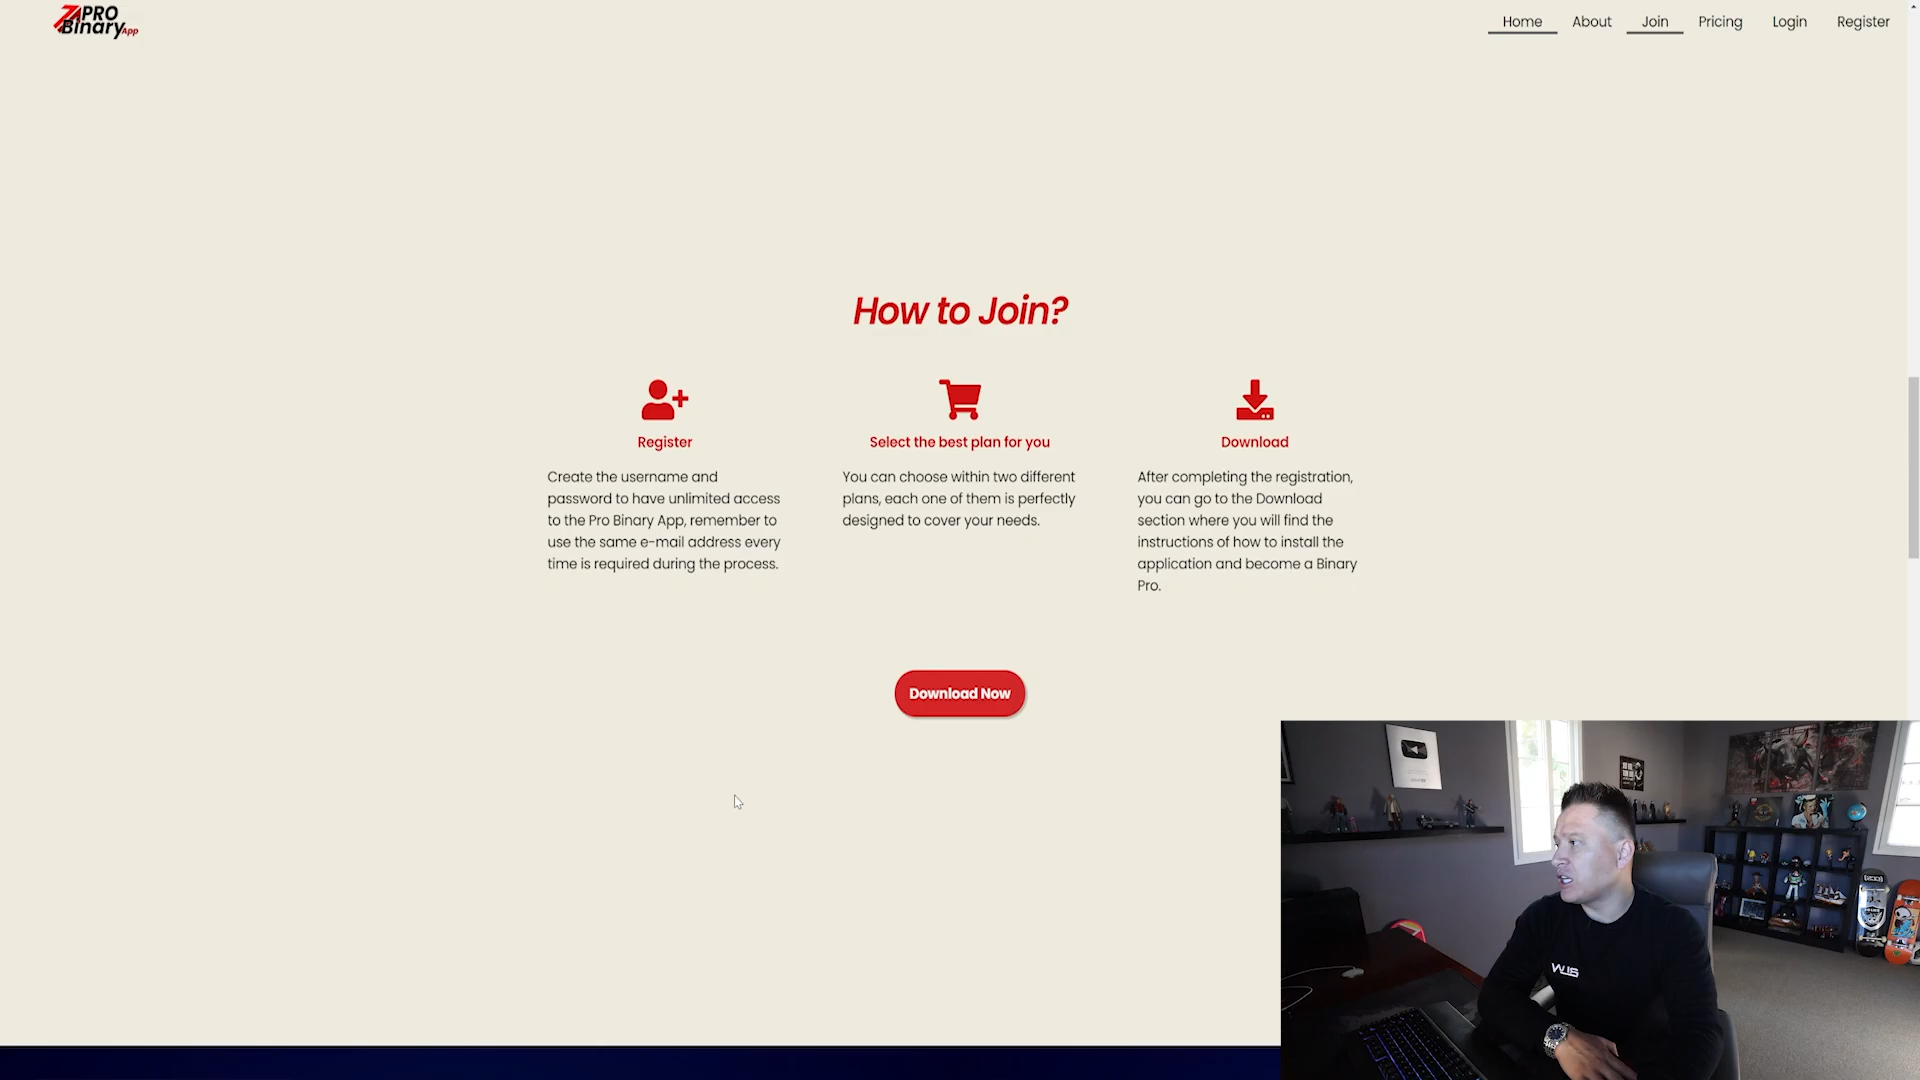 PRO
Binary App
Home About Join Pricing Login Register
How to Join?
Register
Create the username and
password to have unlimited access
to the Pro Binary App, remember to
use the same e-mail address every
time is required during the process.
Select the best plan for you
You can choose within two different
plans, each one of them is perfectly
designed to cover your needs.
Download
After completing the registration,
you can go to the Download
section where you will find the
instructions of how to install the
application and become a Binary
Pro.
Download Now